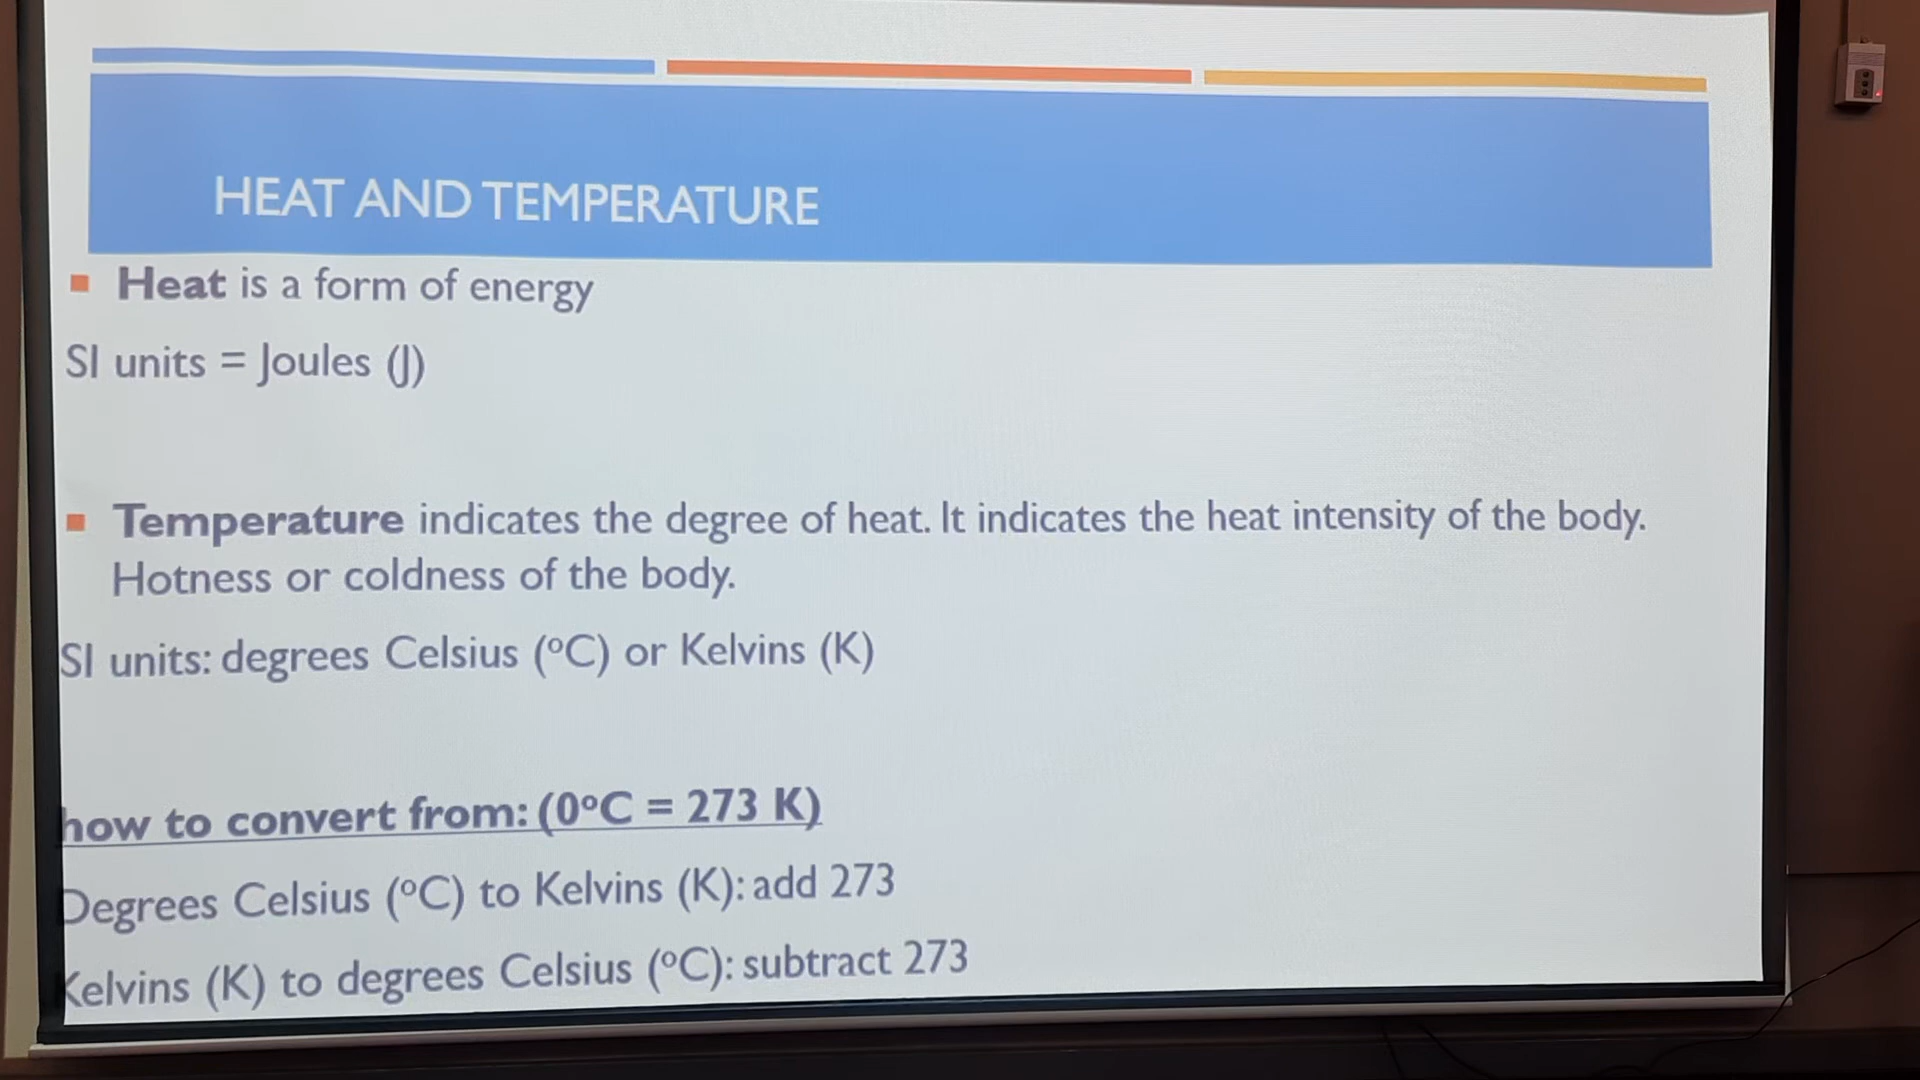 HEAT AND TEMPERATURE
Heat is a form of energy
SI units = Joules (J)
Temperature indicates the degree of heat. It indicates the heat intensity of the body.
Hotness or coldness of the body.
SI units: degrees Celsius (°C) or Kelvins (K)
how to convert from: (0°C = 273 K)
Degrees Celsius (°C) to Kelvins (K): add 273
Kelvins (K) to degrees Celsius (°C): subtract 273